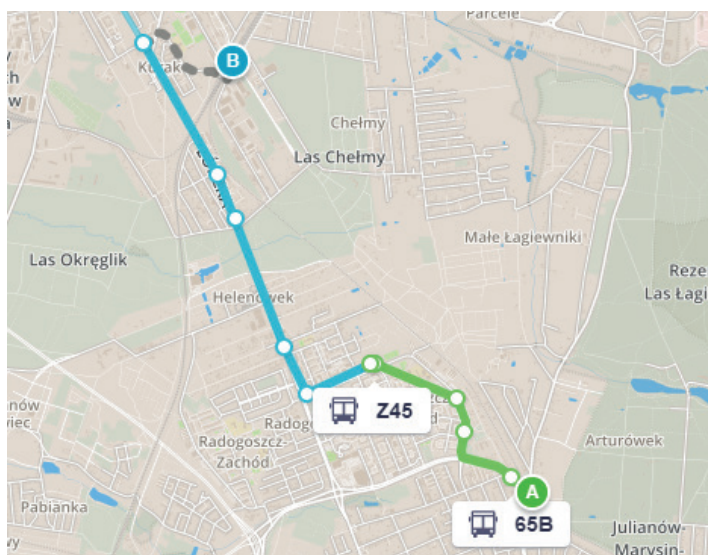 Parcele
B
Kurak
Chełmy
Las Chełmy
Małe Łagiewniki
Las Okręglik
Reze
Las Łagi
Helenówek
Z45
Radogoszcz-
Zachód
Arturówek
A
65B
Pabianka
Julianów-
Marysin-